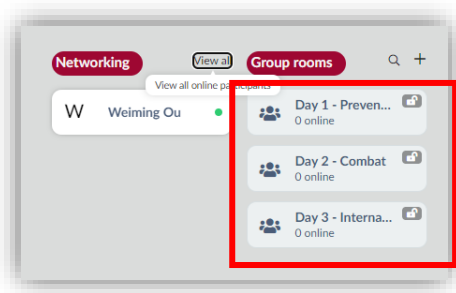 Networking
View all
Group rooms
View all online participants
W
Weiming Ou
Day 1 - Preven...
0 online
Day 2 - Combat
0 online
Day 3 - Interna...
0 online